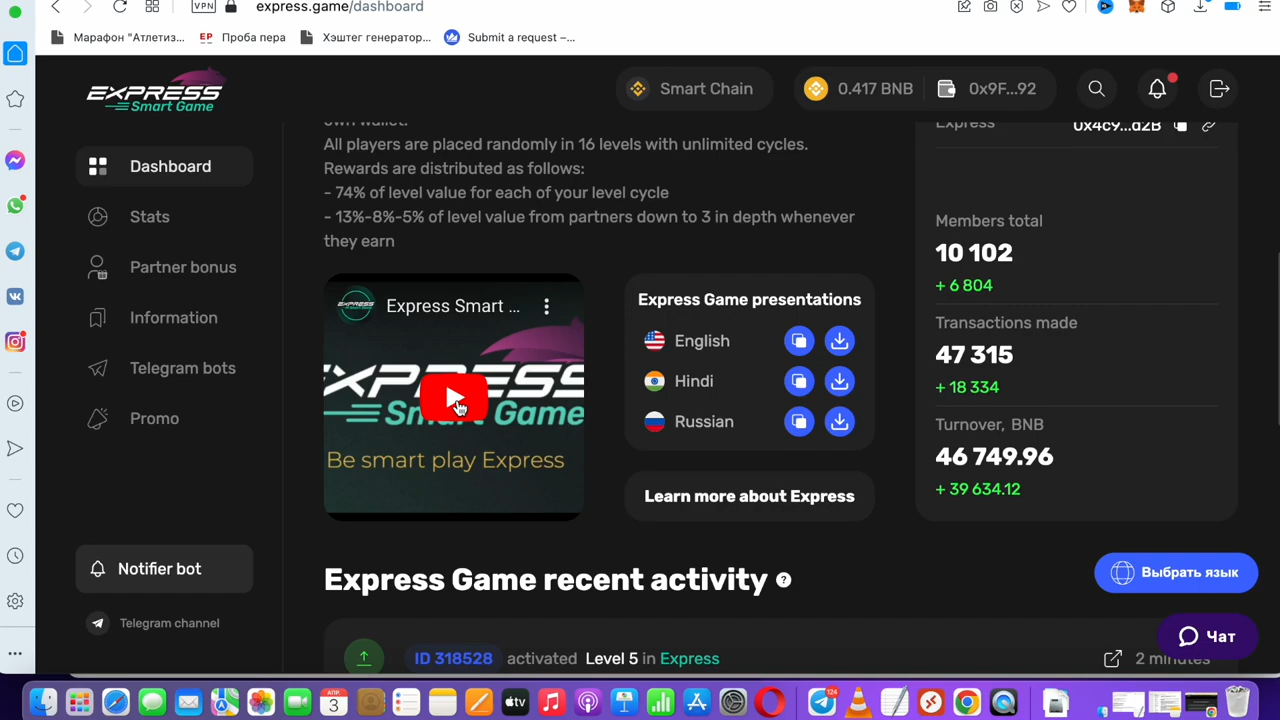 VPN
express.game/dashboard
Марафон "Атлетиз...
EP
Проба пера
Хэштег генератор...
Submit a request –...
EXPRESS
Smart Game
Smart Chain
0.417 BNB
0x9F...92
own wallet.
Express
0x4c9...d2B
Dashboard
Stats
Partner bonus
Information
Telegram bots
Promo
Notifier bot
Telegram channel
All players are placed randomly in 16 levels with unlimited cycles.
Rewards are distributed as follows:
- 74% of level value for each of your level cycle
- 13%-8%-5% of level value from partners down to 3 in depth whenever
they earn
Express Smart ...
EXPRESS
Smart Game
Be smart play Express
Express Game presentations
English
Hindi
Russian
Learn more about Express
Members total
10 102
+ 6 804
Transactions made
47 315
+ 18 334
Turnover, BNB
46 749.96
+ 39 634.12
Express Game recent activity
?
Выбрать язык
Чат
ID 318528 activated Level 5 in Express
2 minutes
АПР.
3
tv
124